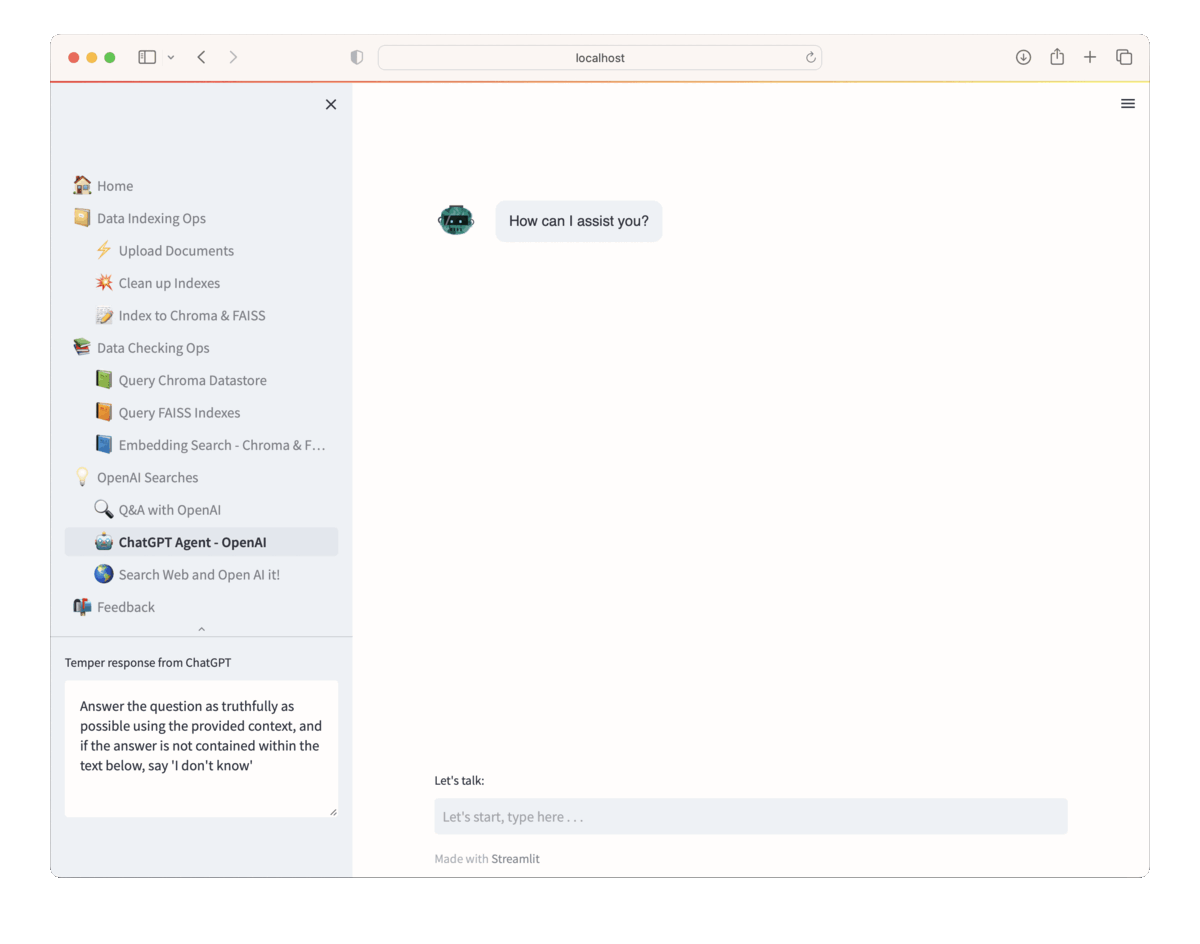 localhost
Home
Data Indexing Ops
Upload Documents
Clean up Indexes
Index to Chroma & FAISS
Data Checking Ops
Query Chroma Datastore
Query FAISS Indexes
Embedding Search - Chroma & F...
OpenAI Searches
Q&A with OpenAI
ChatGPT Agent - OpenAI
Search Web and Open AI it!
Feedback
Temper response from ChatGPT
Answer the question as truthfully as
possible using the provided context, and
if the answer is not contained within the
text below, say 'I don't know'
How can I assist you?
Let's talk:
Let's start, type here . . .
Made with Streamlit